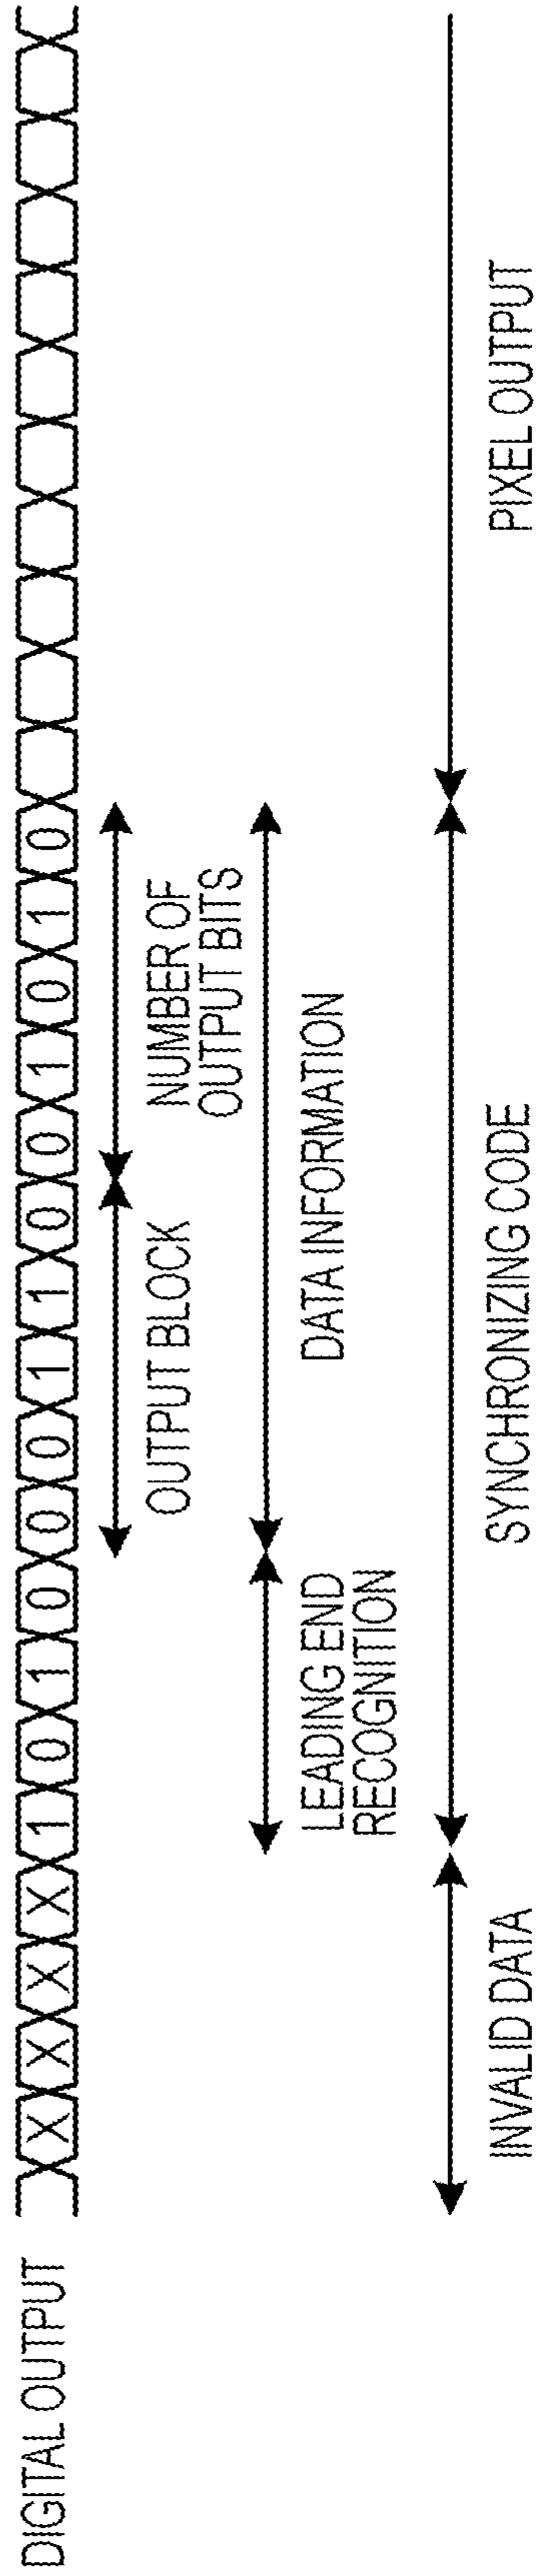 DIGITAL OUTPUT
X X X X 1 0 1 0 0 0 1 1 0 0 1 0 1 0
OUTPUT BLOCK
NUMBER OF
OUTPUT BITS
LEADING END
RECOGNITION
DATA INFORMATION
INVALID DATA
SYNCHRONIZING CODE
PIXEL OUTPUT